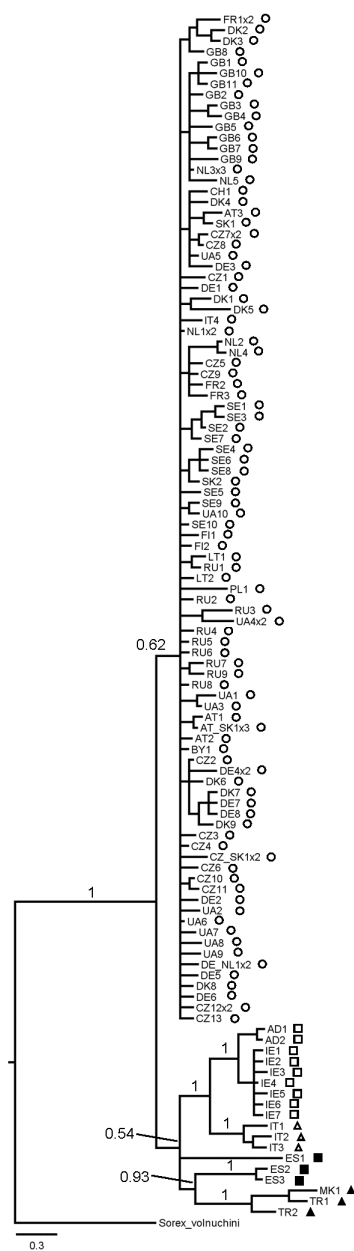 FR1x2
DK2
DK3
GB8
GB1
GB10
GB11
GB2
GB3
GB4
GB5
GB6
GB7
GB9
NL3x3
NL5
CH1
DK4
AT3
SK1
CZ7x2
CZ8
UA5
DE3
CZ1
DE1
DK1
DK5
IT4
NL1x2
NL2
NL4
CZ5
CZ9
FR2
FR3
SE1
SE3
SE2
SE7
SE4
SE6
SE8
SK2
SE5
SE9
UA10
SE10
FI1
FI2
LT1
RU1
LT2
PL1
RU2
RU3
UA4x2
RU4
0.62
RU5
RU6
RU7
RU9
RU8
UA1
UA3
AT1
AT_SK1x3
AT2
BY1
CZ2
DE4x2
DK6
DK7
DE7
DE8
DK9
CZ3
CZ4
CZ_SK1x2
CZ6
CZ10
CZ11
1
DE2
UA2
UA6
UA7
UA8
UA9
DE_NL1x2
DE5
DK8
DE6
CZ12x2
CZ13
AD1
AD2
1
IE1
IE2
IE3
1
IE4
IE5
IE6
IE7
IT1
1
IT2
0.54
IT3
ES1
1
ES2
0.93
ES3
MK1
1
TR1
TR2
Sorex_volnuchini
0.3